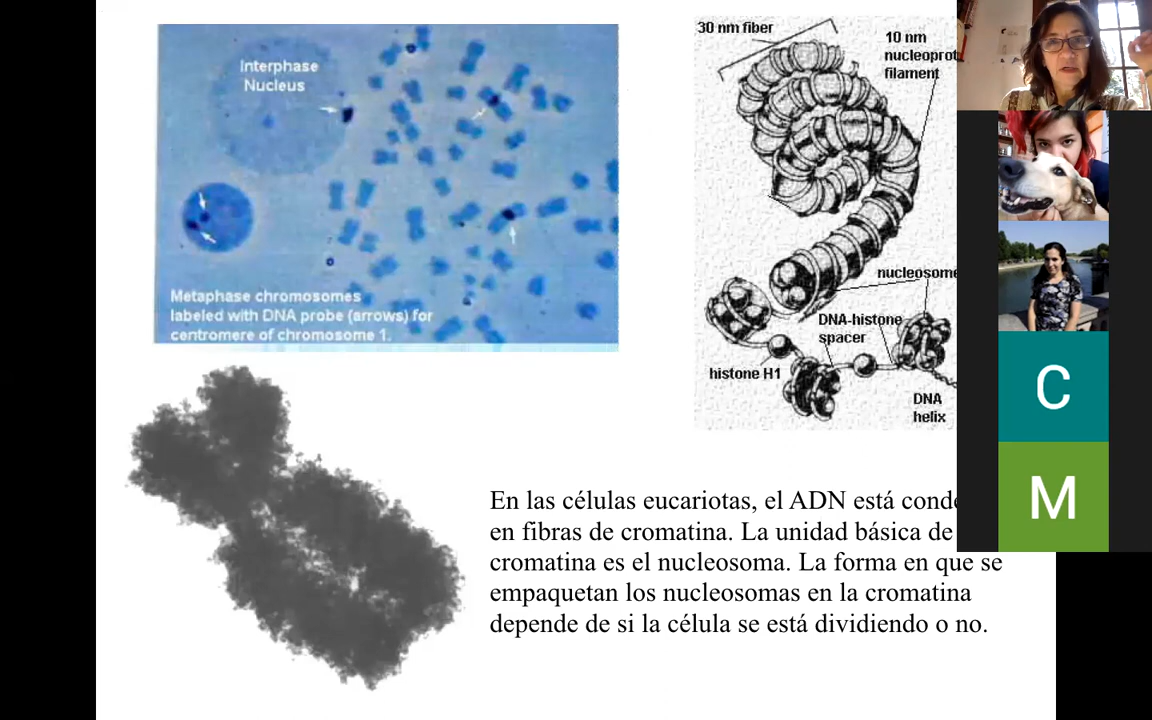 Interphase
Nucleus
Metaphase chromosomes
labeled with DNA probe (arrows) for
centromere of chromosome 1.
30 nm fiber
10 nm
filament
nucleosome
DNA-histone
spacer
histone H1
DNA
helix
C
M
En las células eucariotas, el ADN está
en fibras de cromatina. La unidad básica de
cromatina es el nucleosoma. La forma en que se
empaquetan los nucleosomas en la cromatina
depende de si la célula se está dividiendo o no.